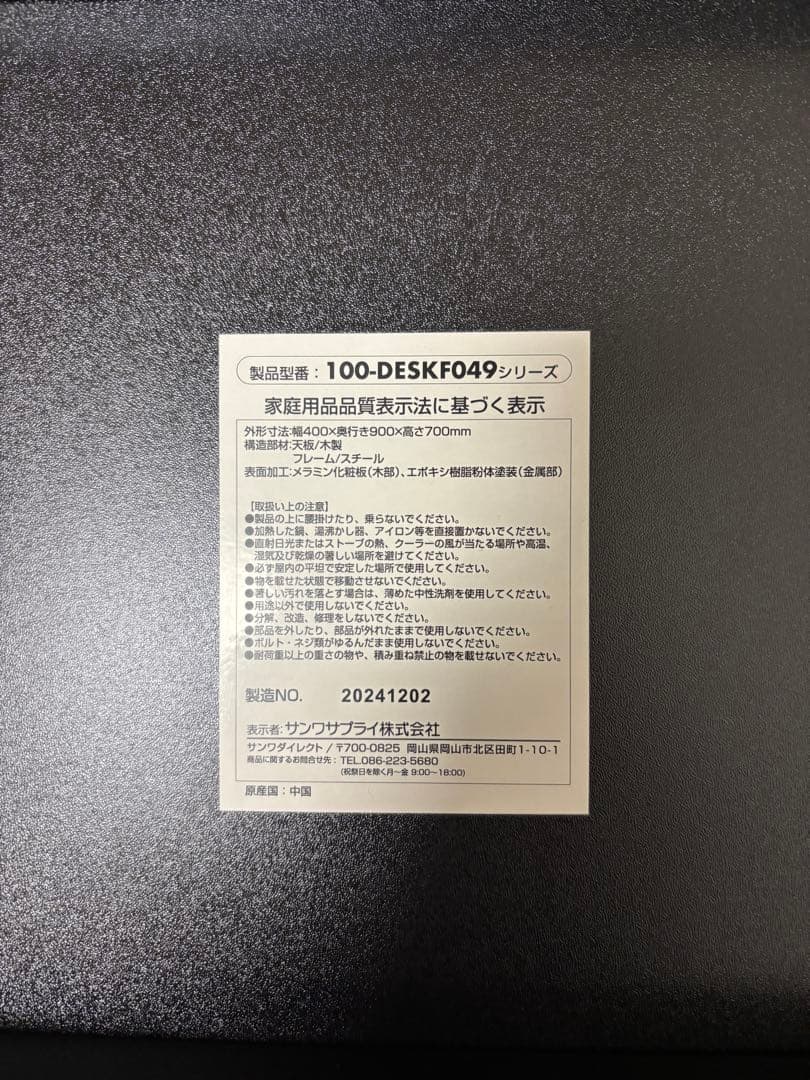 製品型番：100-DESKF049シリーズ
家庭用品品質表示法に基づく表示
外形寸法:幅400×奥行き900×高さ700mm
構造部材:天板/木製
フレーム/スチール
表面加工:メラミン化粧板(木部)、エポキシ樹脂粉体塗装(金属部)
【取扱い上の注意】
●製品の上に腰掛けたり、乗らないでください。
●加熱した鍋、湯沸かし器、アイロン等を直接置かないでください。
●直射日光またはストーブの熱、クーラーの風が当たる場所や高温、
湿気及び乾燥の著しい場所を避けてください。
●必ず屋内の平坦で安定した場所で使用してください。
●物を載せた状態で移動させないでください。
●著しい汚れを落とす場合は、薄めた中性洗剤を使用してください。
●用途以外で使用しないでください。
●分解、改造、修理をしないでください。
●部品を外したり、部品が外れたままで使用しないでください。
●ボルト・ネジ類がゆるんだまま使用しないでください。
●耐荷重以上の重さの物や、積み重ね禁止の物を載せないでください。
製造NO. 20241202
表示者:サンワサプライ株式会社
サンワダイレクト / 〒700-0825 岡山県岡山市北区田町1-10-1
商品に関するお問合せ先： TEL.086-223-5680
(祝祭日を除く月～金 9:00～18:00)
原産国：中国